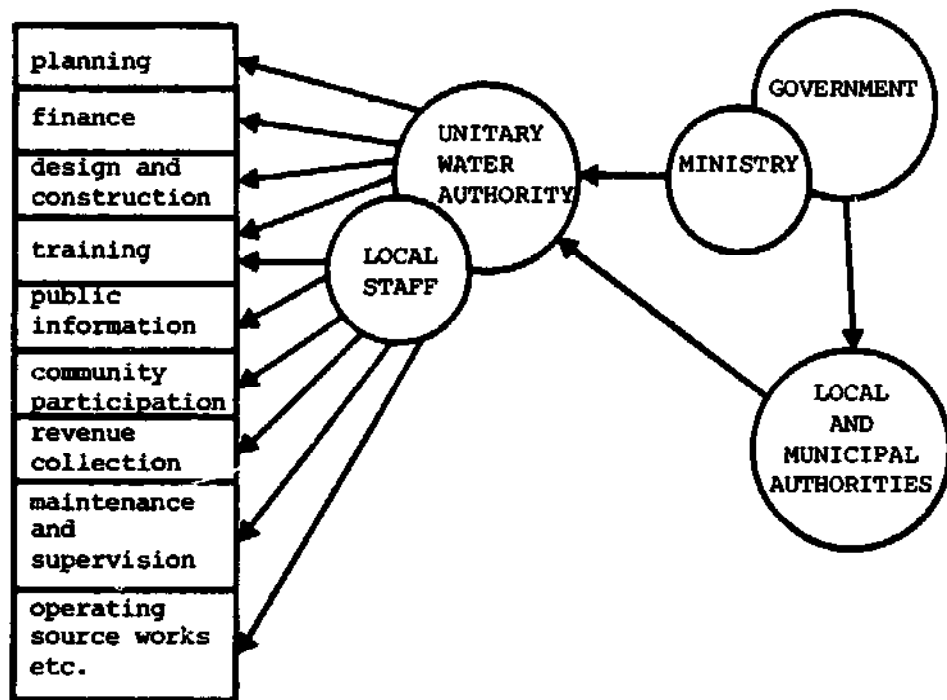 planning
finance
design and
construction
training
public
information
community
participation
revenue
collection
maintenance
and
supervision
operating
source works
etc.
UNITARY
WATER
AUTHORITY
LOCAL
STAFF
MINISTRY
GOVERNMENT
LOCAL
AND
MUNICIPAL
AUTHORITIES